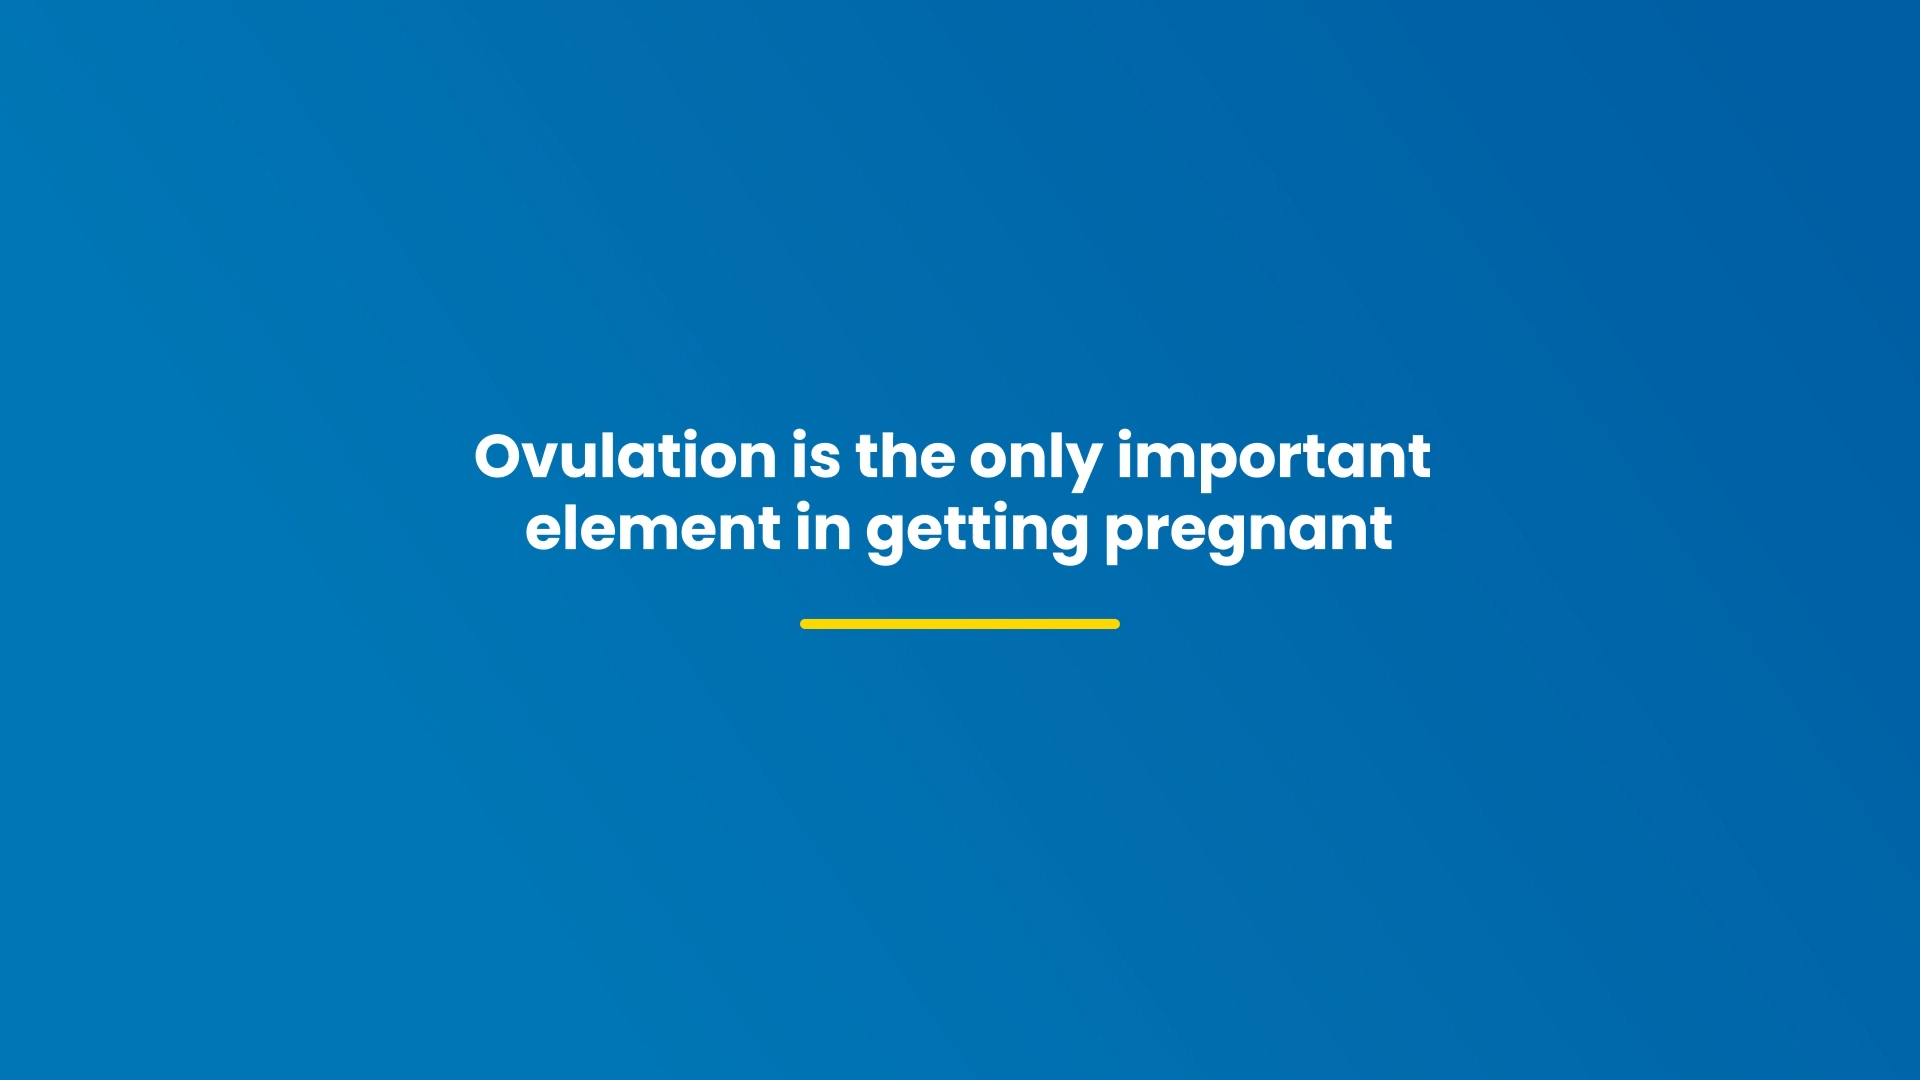 Ovulation is the only important
element in getting pregnant